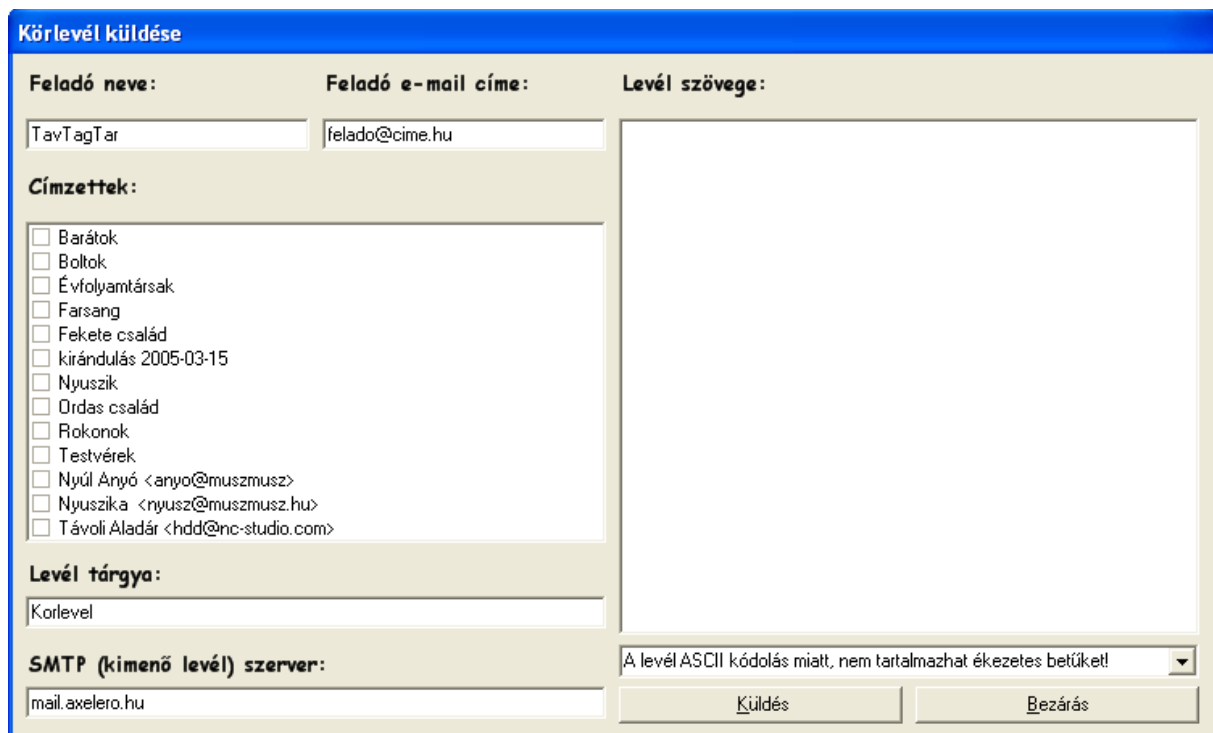 Körlevél küldése
Feladó neve:
TavTagTar
Feladó e-mail címe:
felado@cime.hu
Címzettek:
Barátok
Boltok
Évfolyamtársak
Farsang
Fekete család
kirándulás 2005-03-15
Nyuszik
Ordas család
Rokonok
Testvérek
Nyúl Anyó <anyo@muszmusz>
Nyuszika <nyusz@muszmusz.hu>
Távoli Aladár <hdd@nc-studio.com>
Levél tárgya:
Korlevel
SMTP (kimenő levél) szerver:
mail.axelero.hu
Levél szövege:
A levél ASCII kódolás miatt, nem tartalmazhat ékezetes betűket!
Küldés
Bezárás